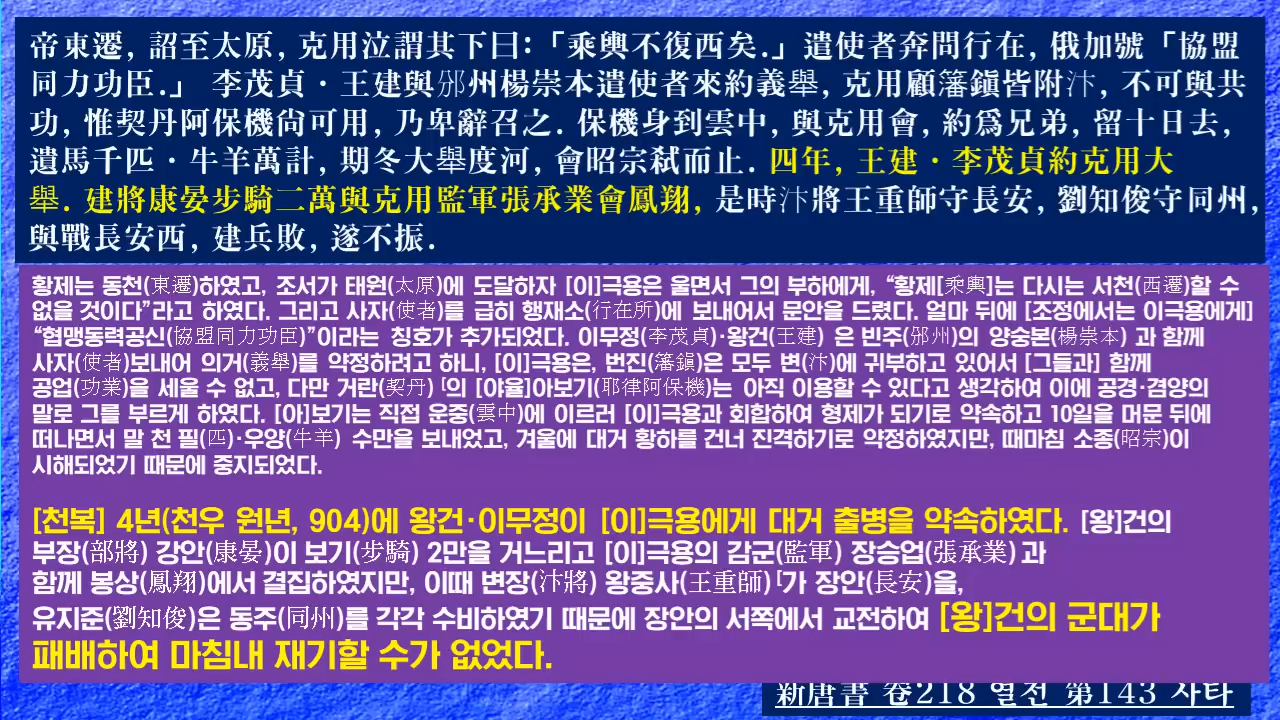 帝東遷, 詔至太原, 克用泣謂其下曰:「乘輿不復西矣.」遣使者奔問行在, 俄加號「協盟
同力功臣.」 李茂貞・王建與邠州楊崇本遣使者來約義擧, 克用顧藩鎭皆附汴, 不可與共
功, 惟契丹阿保機尙可用, 乃卑辭召之. 保機身到雲中, 與克用會, 約爲兄弟, 留十日去,
遺馬千匹・牛羊萬計, 期冬大擧度河, 會昭宗弒而止. 四年, 王建・李茂貞約克用大
擧. 建將康晏步騎二萬與克用監軍張承業會鳳翔, 是時汴將王重師守長安, 劉知俊守同州,
與戰長安西, 建兵敗, 遂不振.
황제는 동천(東遷)하였고, 조서가 태원(太原)에 도달하자 [이]극용은 울면서 그의 부하에게, “황제[乘輿]는 다시는 서천(西遷)할 수
없을 것이다”라고 하였다. 그리고 사자(使者)를 급히 행재소(行在所)에 보내어서 문안을 드렸다. 얼마 뒤에 [조정에서는 이극용에게]
“협맹동력공신(協盟同力功臣)”이라는 칭호가 추가되었다. 이무정(李茂貞)·왕건(王建) 은 빈주(邠州)의 양숭본(楊崇本) 과 함께
사자(使者)보내어 의거(義擧)를 약정하려고 하니, [이]극용은, 번진(藩鎭)은 모두 변(汴)에 귀부하고 있어서 [그들과] 함께
공업(功業)을 세울 수 없고, 다만 거란(契丹)「의 [야율]아보기(耶律阿保機)는 아직 이용할 수 있다고 생각하여 이에 공경·겸양의
말로 그를 부르게 하였다. [아]보기는 직접 운중(雲中)에 이르러 [이]극용과 회합하여 형제가 되기로 약속하고 10일을 머문 뒤에
떠나면서 말 천 필(匹)·우양(牛羊) 수만을 보내었고, 겨울에 대거 황하를 건너 진격하기로 약정하였지만, 때마침 소종(昭宗)이
시해되었기 때문에 중지되었다.
[천복] 4년(천우 원년, 904)에 왕건·이무정이 [이]극용에게 대거 출병을 약속하였다. [왕]건의
부장(部將) 강안(康晏)이 보기(步騎) 2만을 거느리고 [이]극용의 감군(監軍) 장승업(張承業)과
함께 봉상(鳳翔)에서 결집하였지만, 이때 변장(汴將) 왕중사(王重師)「가 장안(長安)을,
유지준(劉知俊)은 동주(同州)를 각각 수비하였기 때문에 장안의 서쪽에서 교전하여 [왕]건의 군대가
패배하여 마침내 재기할 수가 없었다.
新唐書 卷218 열전 第143 사타